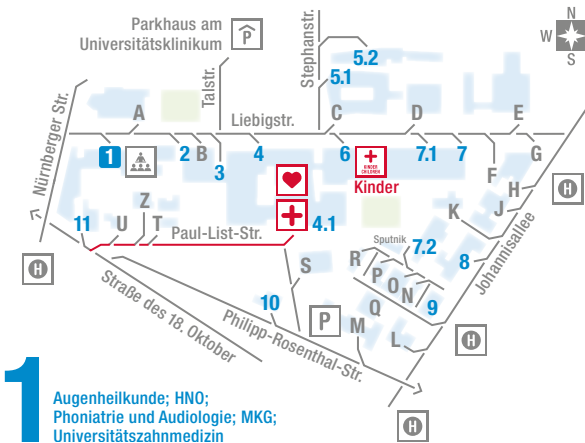 Parkhaus am
Universitätsklinikum
P
Stephanstr.
5.2
5.1
N
W
S
Talstr.
Nürnberger Str.
A
Liebigstr.
C
D
E
1
2
B
3
4
6
KINDER
CHILDREN
Kinder
7.1
7
F
G
H
J
K
H
Johannisallee
11
U
Z
T
Paul-List-Str.
4.1
S
Sputnik
7.2
R
P
O
N
Q
8
9
H
Straße des 18. Oktober
10
Philipp-Rosenthal-Str.
P
M
L
H
H
1
Augenheilkunde; HNO;
Phoniatrie und Audiologie; MKG;
Universitätszahnmedizin